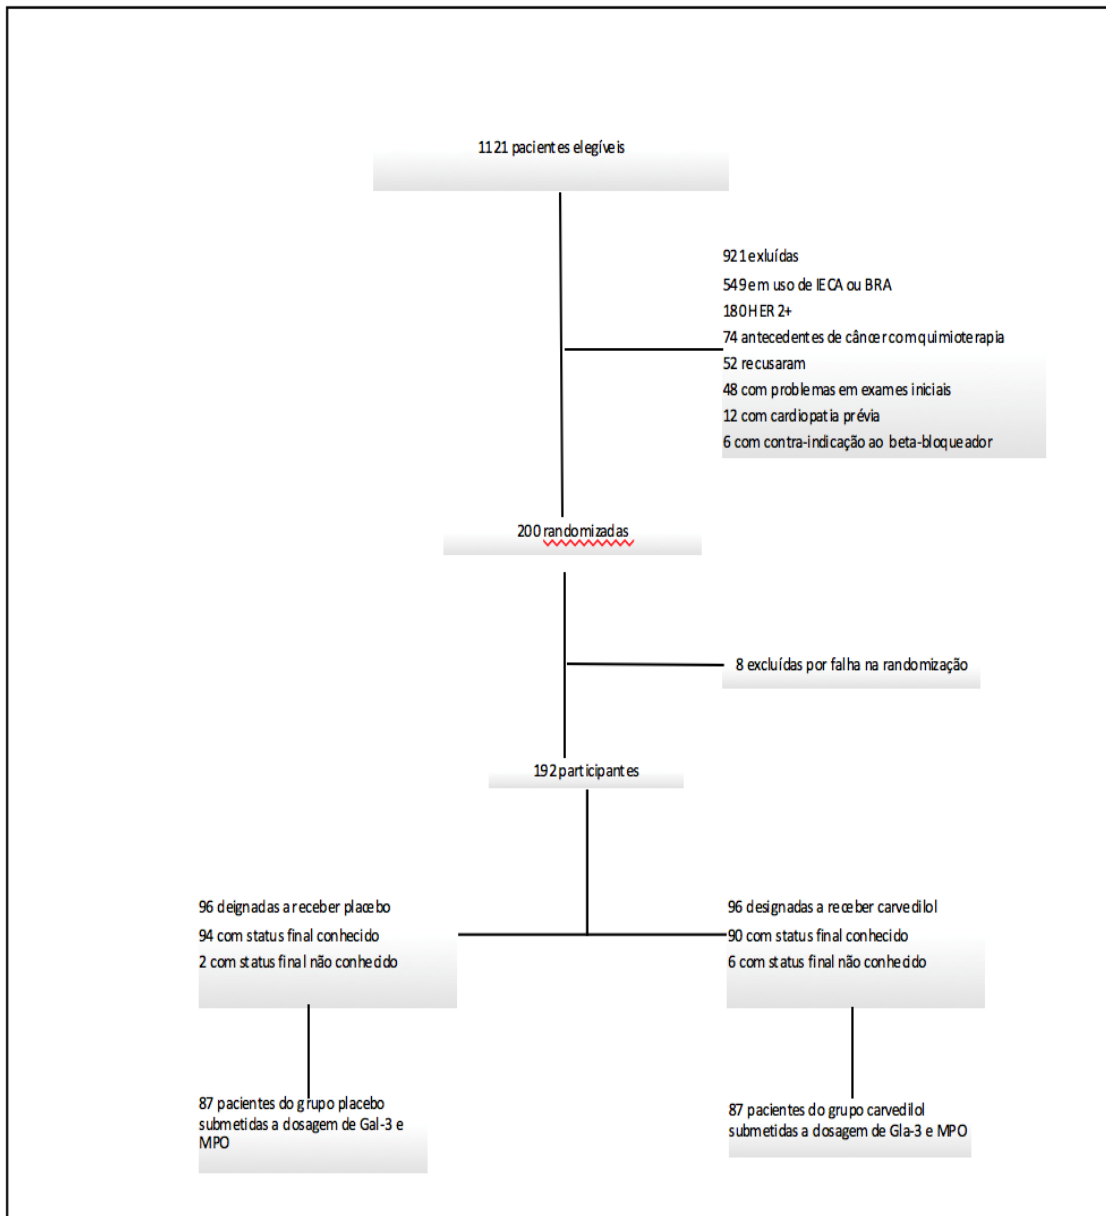 1121 pacientes elegíveis
921 exluídas
549 em uso de IECA ou BRA
180 HER 2+
74 antecedentes de câncer com quimioterapia
52 recusaram
48 com problemas em exames iniciais
12 com cardiopatia prévia
6 com contra-indicação ao beta-bloqueador
200 randomizadas
8 excluídas por falha na randomização
192 participantes
96 deignadas a receber placebo
94 com status final conhecido
2 com status final não conhecido
96 designadas a receber carvedilol
90 com status final conhecido
6 com status final não conhecido
87 pacientes do grupo placebo
submetidas a dosagem de Gal-3 e
MPO
87 pacientes do grupo carvedilol
submetidas a dosagem de Gla-3 e MPO